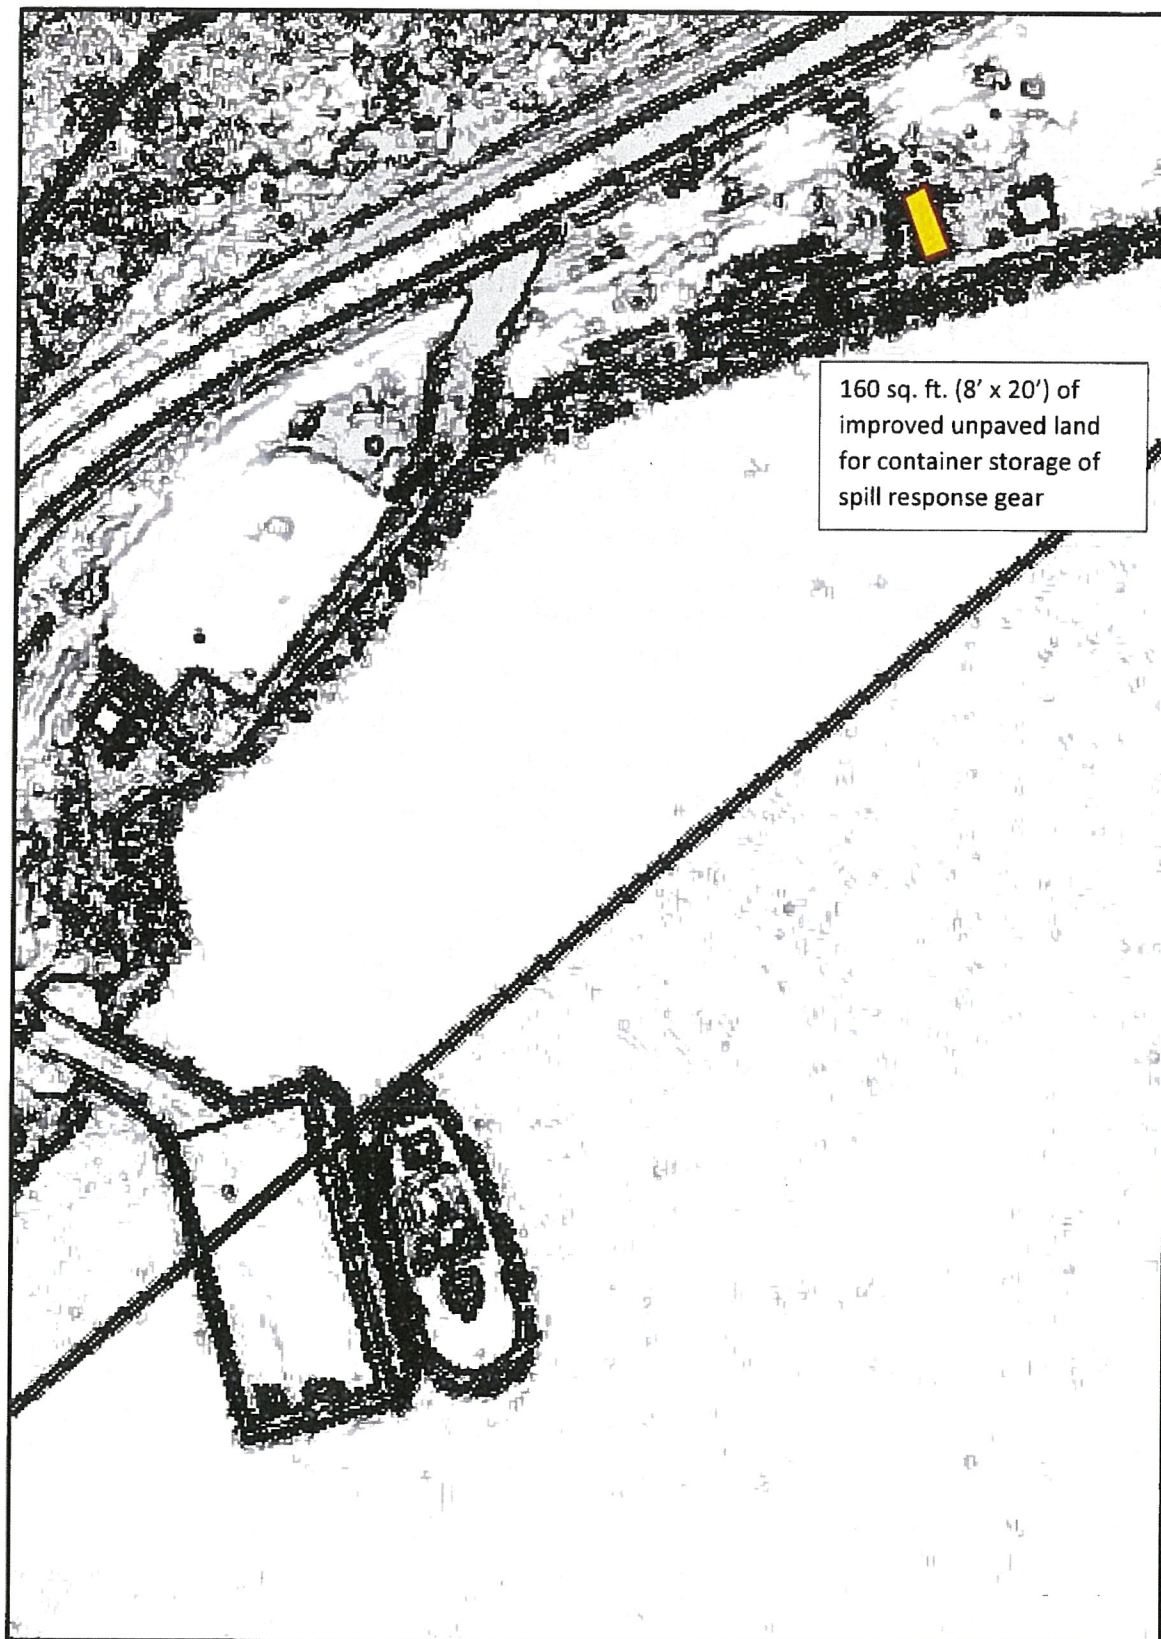 160 sq. ft. (8’ x 20’) of
improved unpaved land
for container storage of
spill response gear